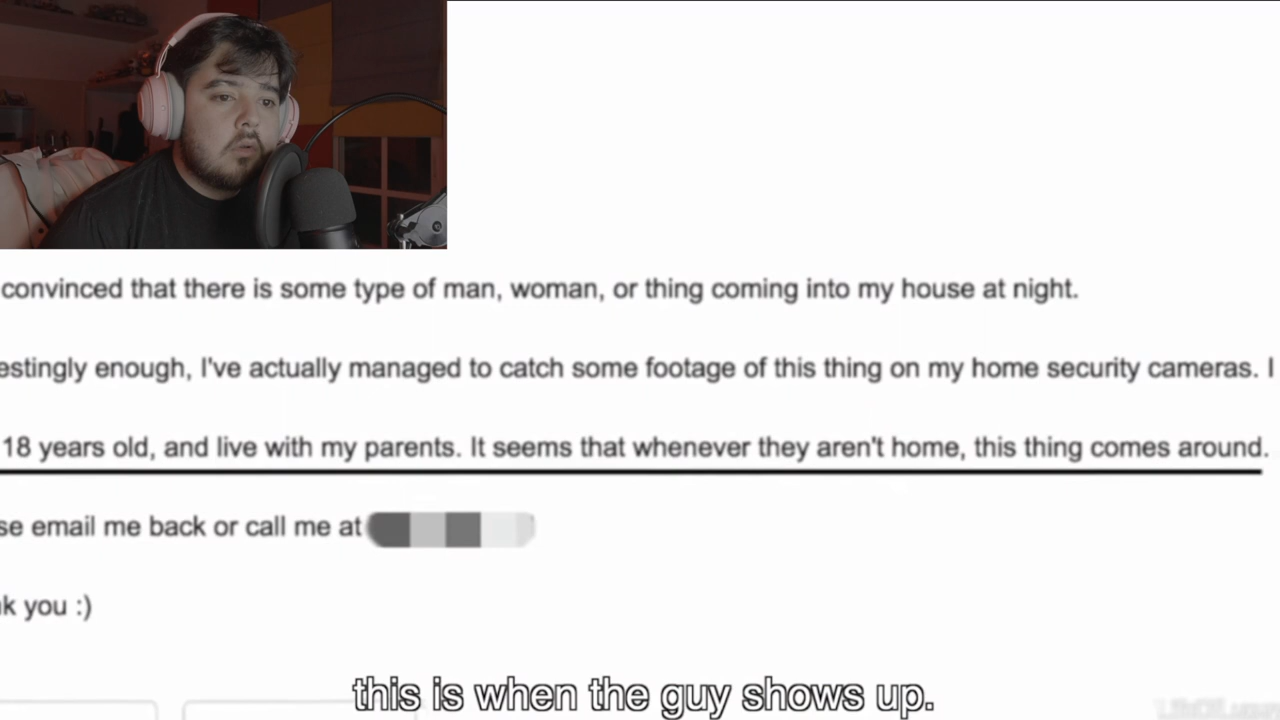 convinced that there is some type of man, woman, or thing coming into my house at night.
estingly enough, I've actually managed to catch some footage of this thing on my home security cameras. I
18 years old, and live with my parents. It seems that whenever they aren't home, this thing comes around.
se email me back or call me at
k you :)
this is when the guy shows up.